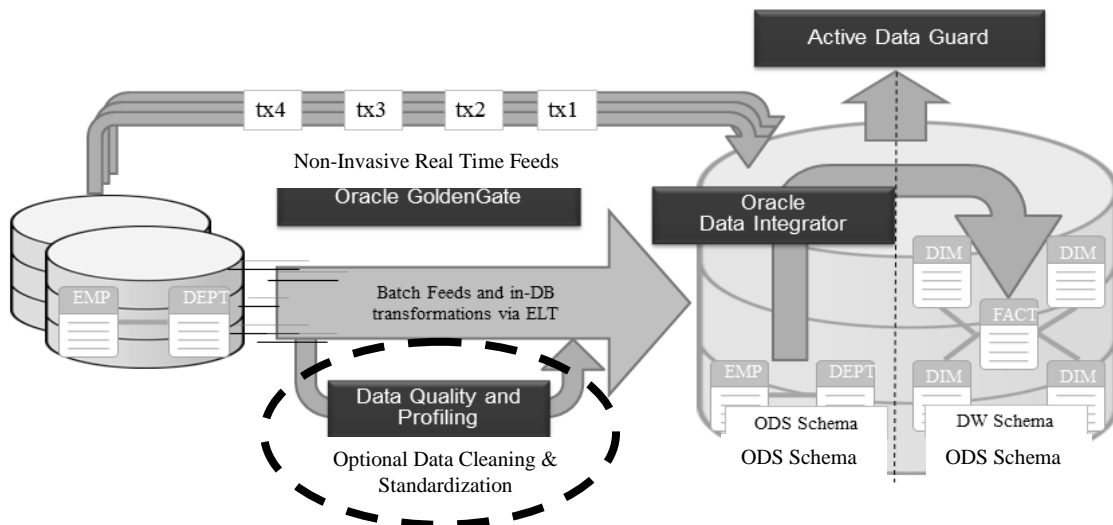 Active Data Guard
tx4 tx3 tx2 tx1
Non-Invasive Real Time Feeds
Oracle GoldenGate
Oracle
Data Integrator
DIM DIM
EMP DEPT
Batch Feeds and in-DB
transformations via ELT
FACT
EMP DEPT DIM DIM
Data Quality and
Profiling
ODS Schema DW Schema
Optional Data Cleaning &
Standardization
ODS Schema ODS Schema